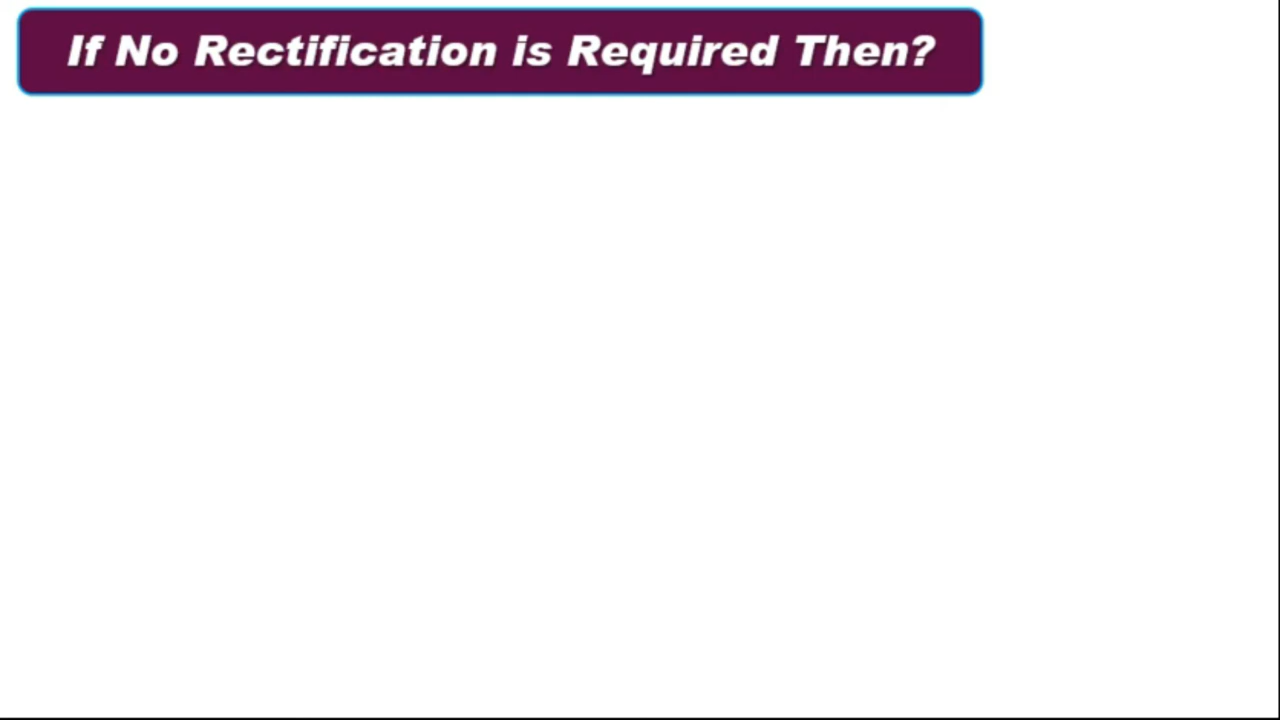 If No Rectification is Required Then?